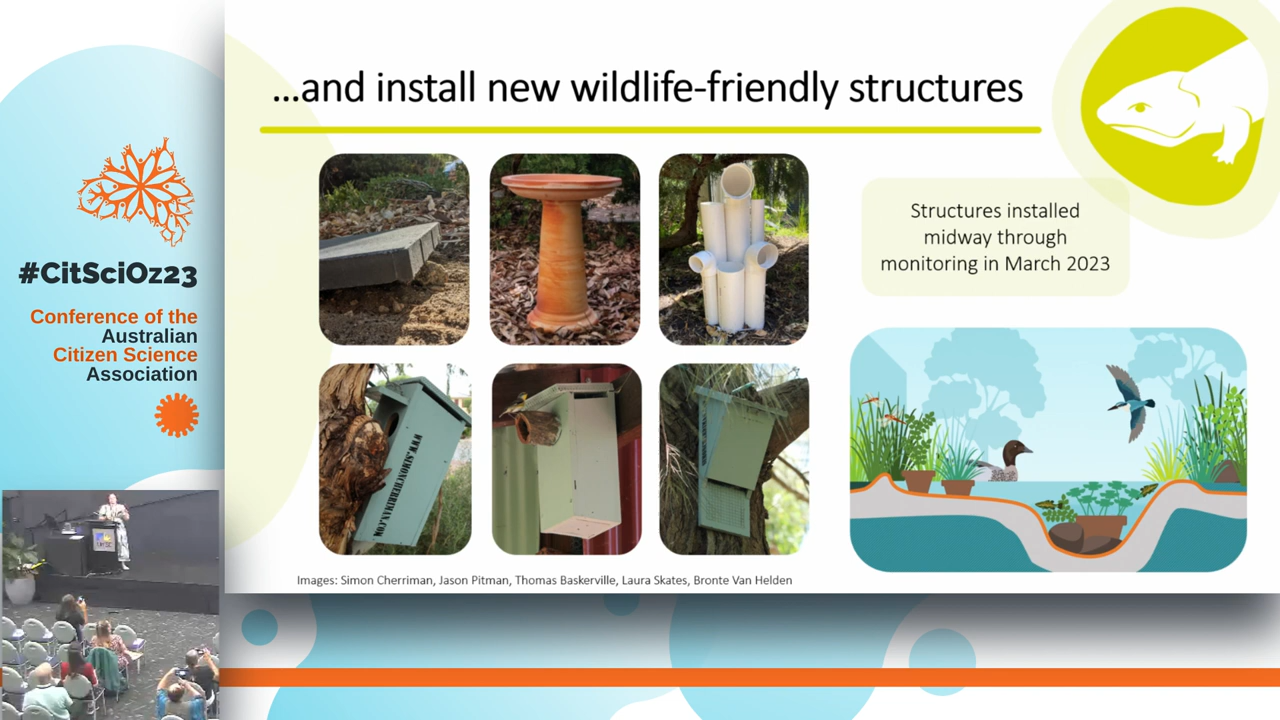 ...and install new wildlife-friendly structures
Structures installed
midway through
monitoring in March 2023
#CitSciOz23
Conference of the
Australian
Citizen Science
Association
WWW.SIMONCHERRIMAN.COM
Images: Simon Cherriman, Jason Pitman, Thomas Baskerville, Laura Skates, Bronte Van Helden